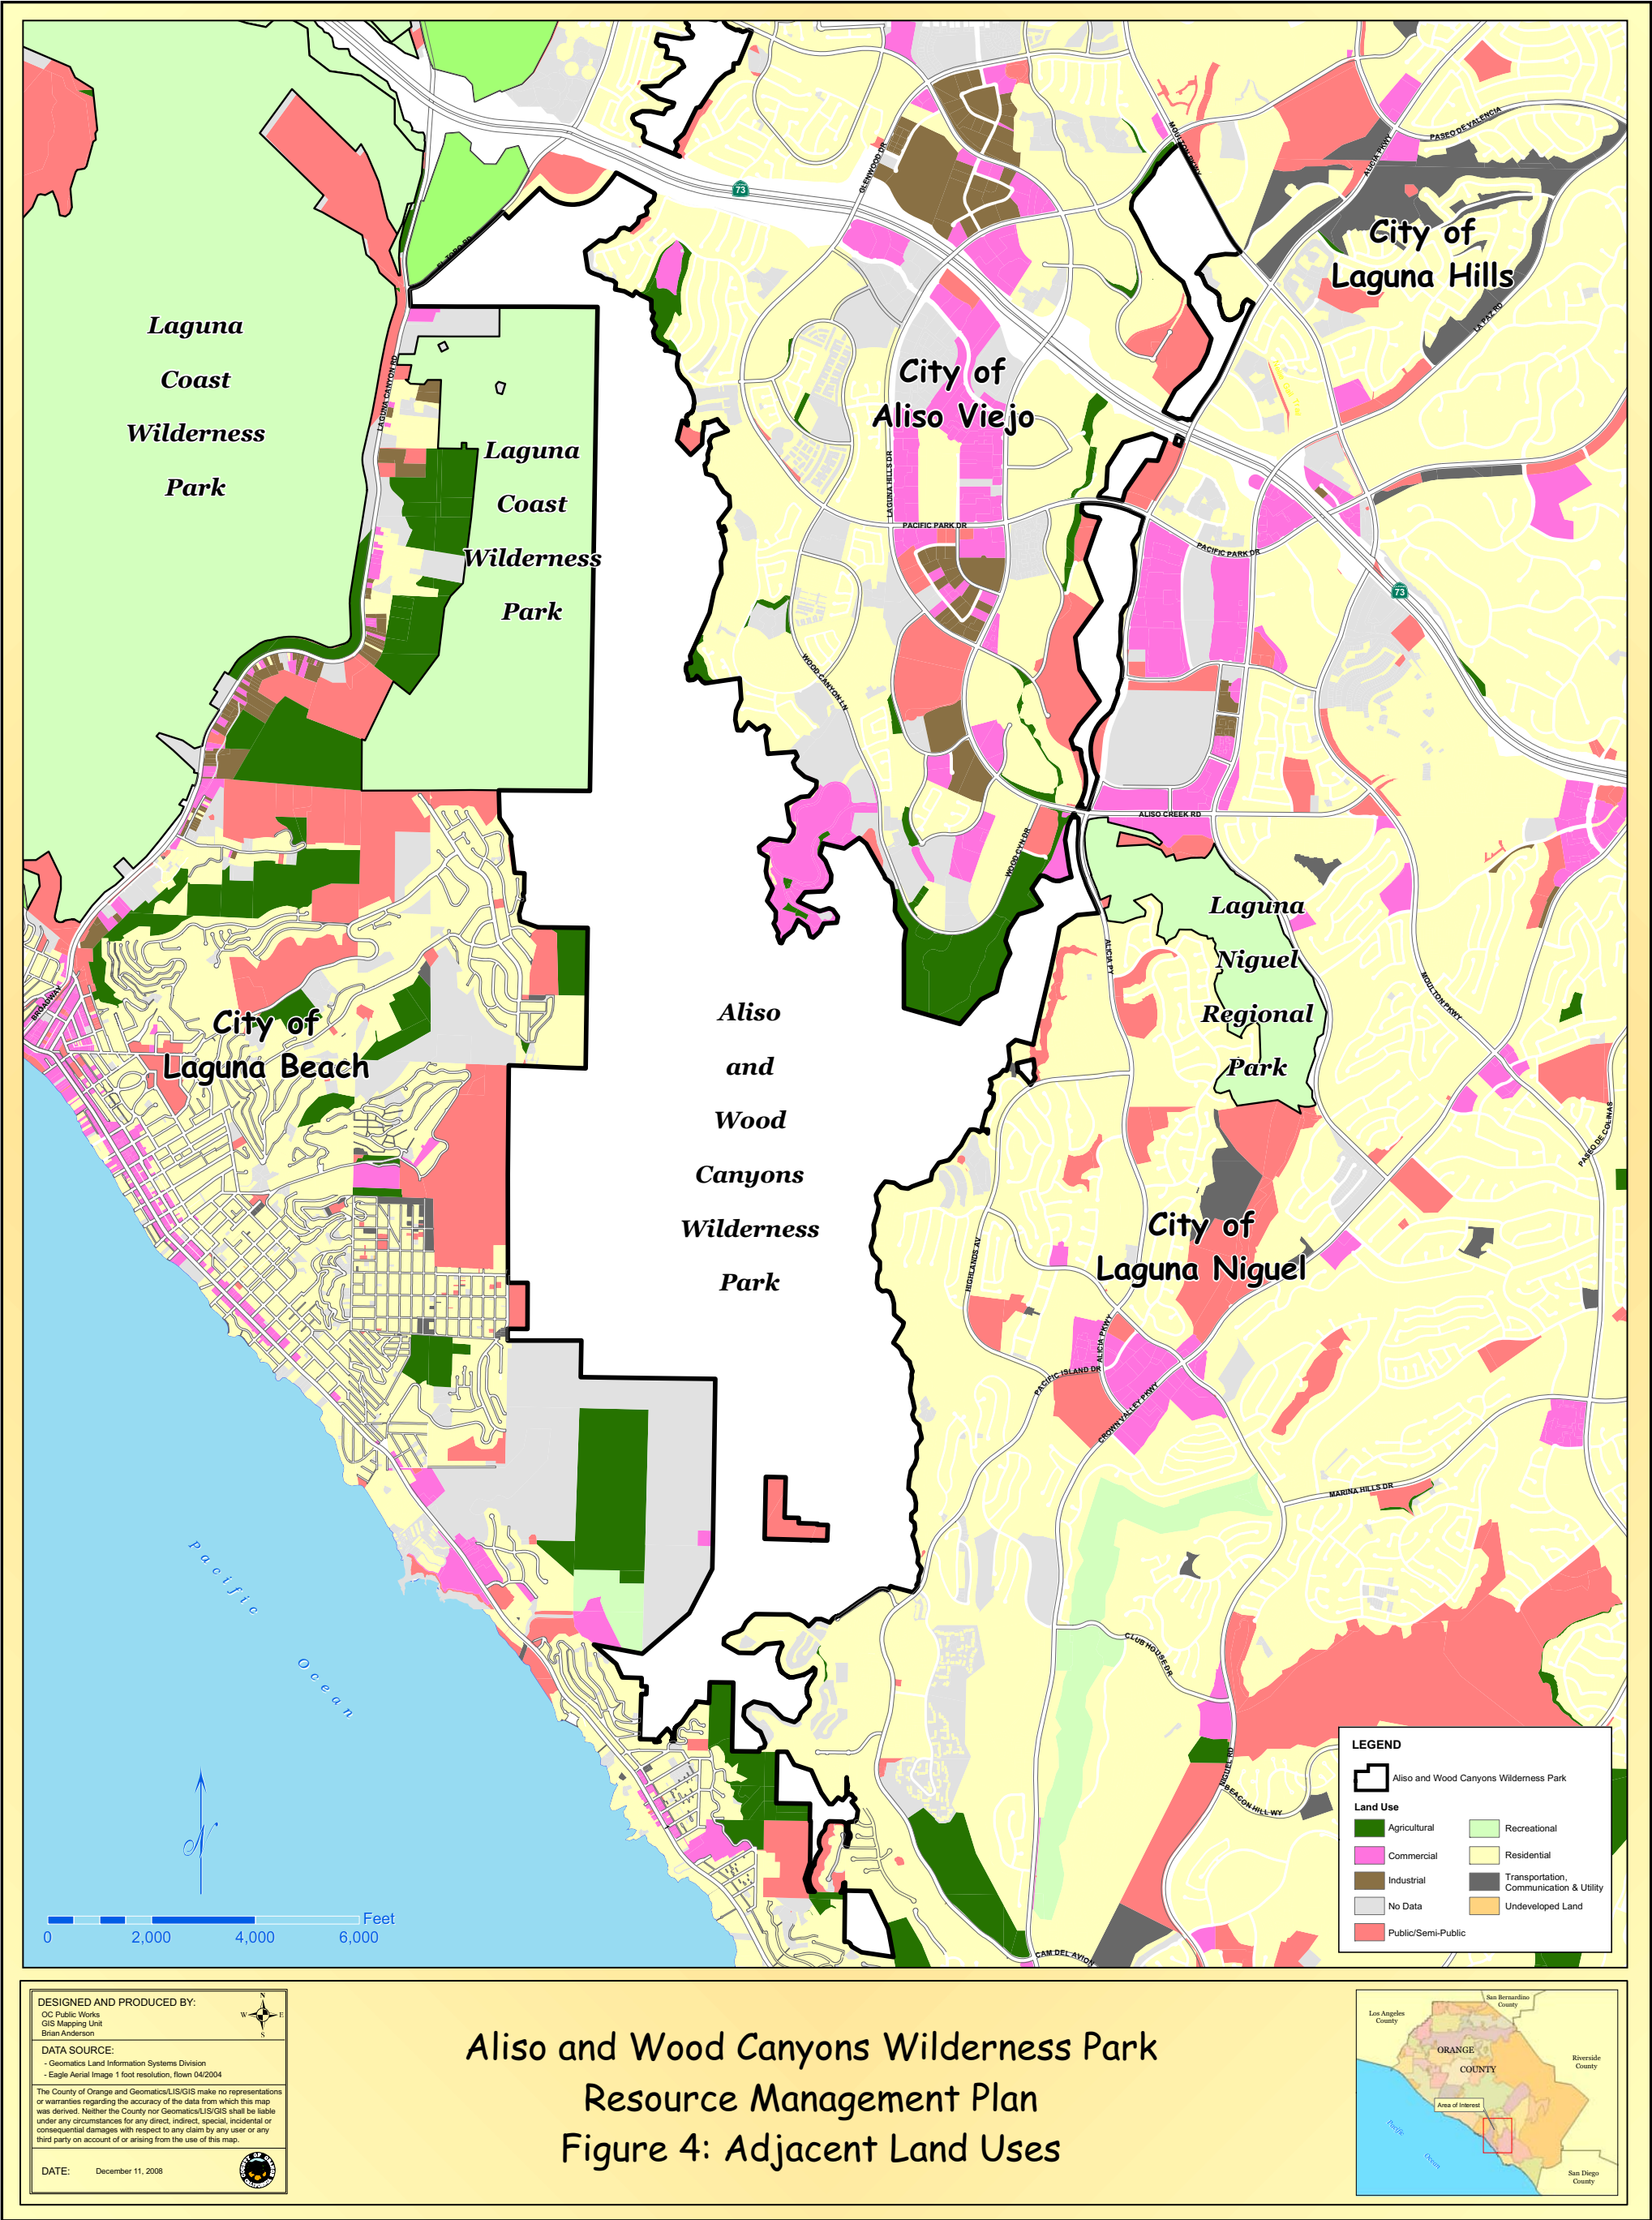 MOULTON PKWY
PASEO DE VALENCIA
ALICIA PKWY
GLENWOOD DR
73
EL TORO RD
City of
Laguna Hills
LA PAZ RD
Laguna
Coast
Wilderness
Park
LAGUNA CANYON RD
City of
Aliso Viejo
Laguna
Coast
Wilderness
Park
LAGUNA HILLS DR
PACIFIC PARK DR
PACIFIC PARK DR
73
WOOD CANYON LN
ALISO CREEK RD
WOOD CYN DR
Laguna
Niguel
Regional
Park
ALICIA PY
MOULTON PKWY
BROADWAY
City of
Laguna Beach
Aliso
and
Wood
Canyons
Wilderness
Park
PASEO DE COLINAS
City of
Laguna Niguel
HIGHLANDS AV
ALICIA PKWY
PACIFIC ISLAND DR
CROWN VALLEY PKWY
MARINA HILLS DR
Pacific
Ocean
CLUB HOUSE DR
NIGUEL RD
BEACON HILL WY
CAM DEL AVION
N
Feet
0 2,000 4,000 6,000
LEGEND
Aliso and Wood Canyons Wilderness Park
Land Use
Agricultural
Commercial
Industrial
No Data
Public/Semi-Public
Recreational
Residential
Transportation,
Communication & Utility
Undeveloped Land
DESIGNED AND PRODUCED BY:
OC Public Works
GIS Mapping Unit
Brian Anderson
N
W E
S
DATA SOURCE:
- Geomatics Land Information Systems Division
- Eagle Aerial Image 1 foot resolution, flown 04/2004
The County of Orange and Geomatics/LIS/GIS make no representations
or warranties regarding the accuracy of the data from which this map
was derived. Neither the County nor Geomatics/LIS/GIS shall be liable
under any circumstances for any direct, indirect, special, incidental or
consequential damages with respect to any claim by any user or any
third party on account of or arising from the use of this map.
DATE: December 11, 2008
Aliso and Wood Canyons Wilderness Park
Resource Management Plan
Figure 4: Adjacent Land Uses
San Bernardino
County
Los Angeles
County
ORANGE
COUNTY
Riverside
County
Area of Interest
Pacific
Ocean
San Diego
County